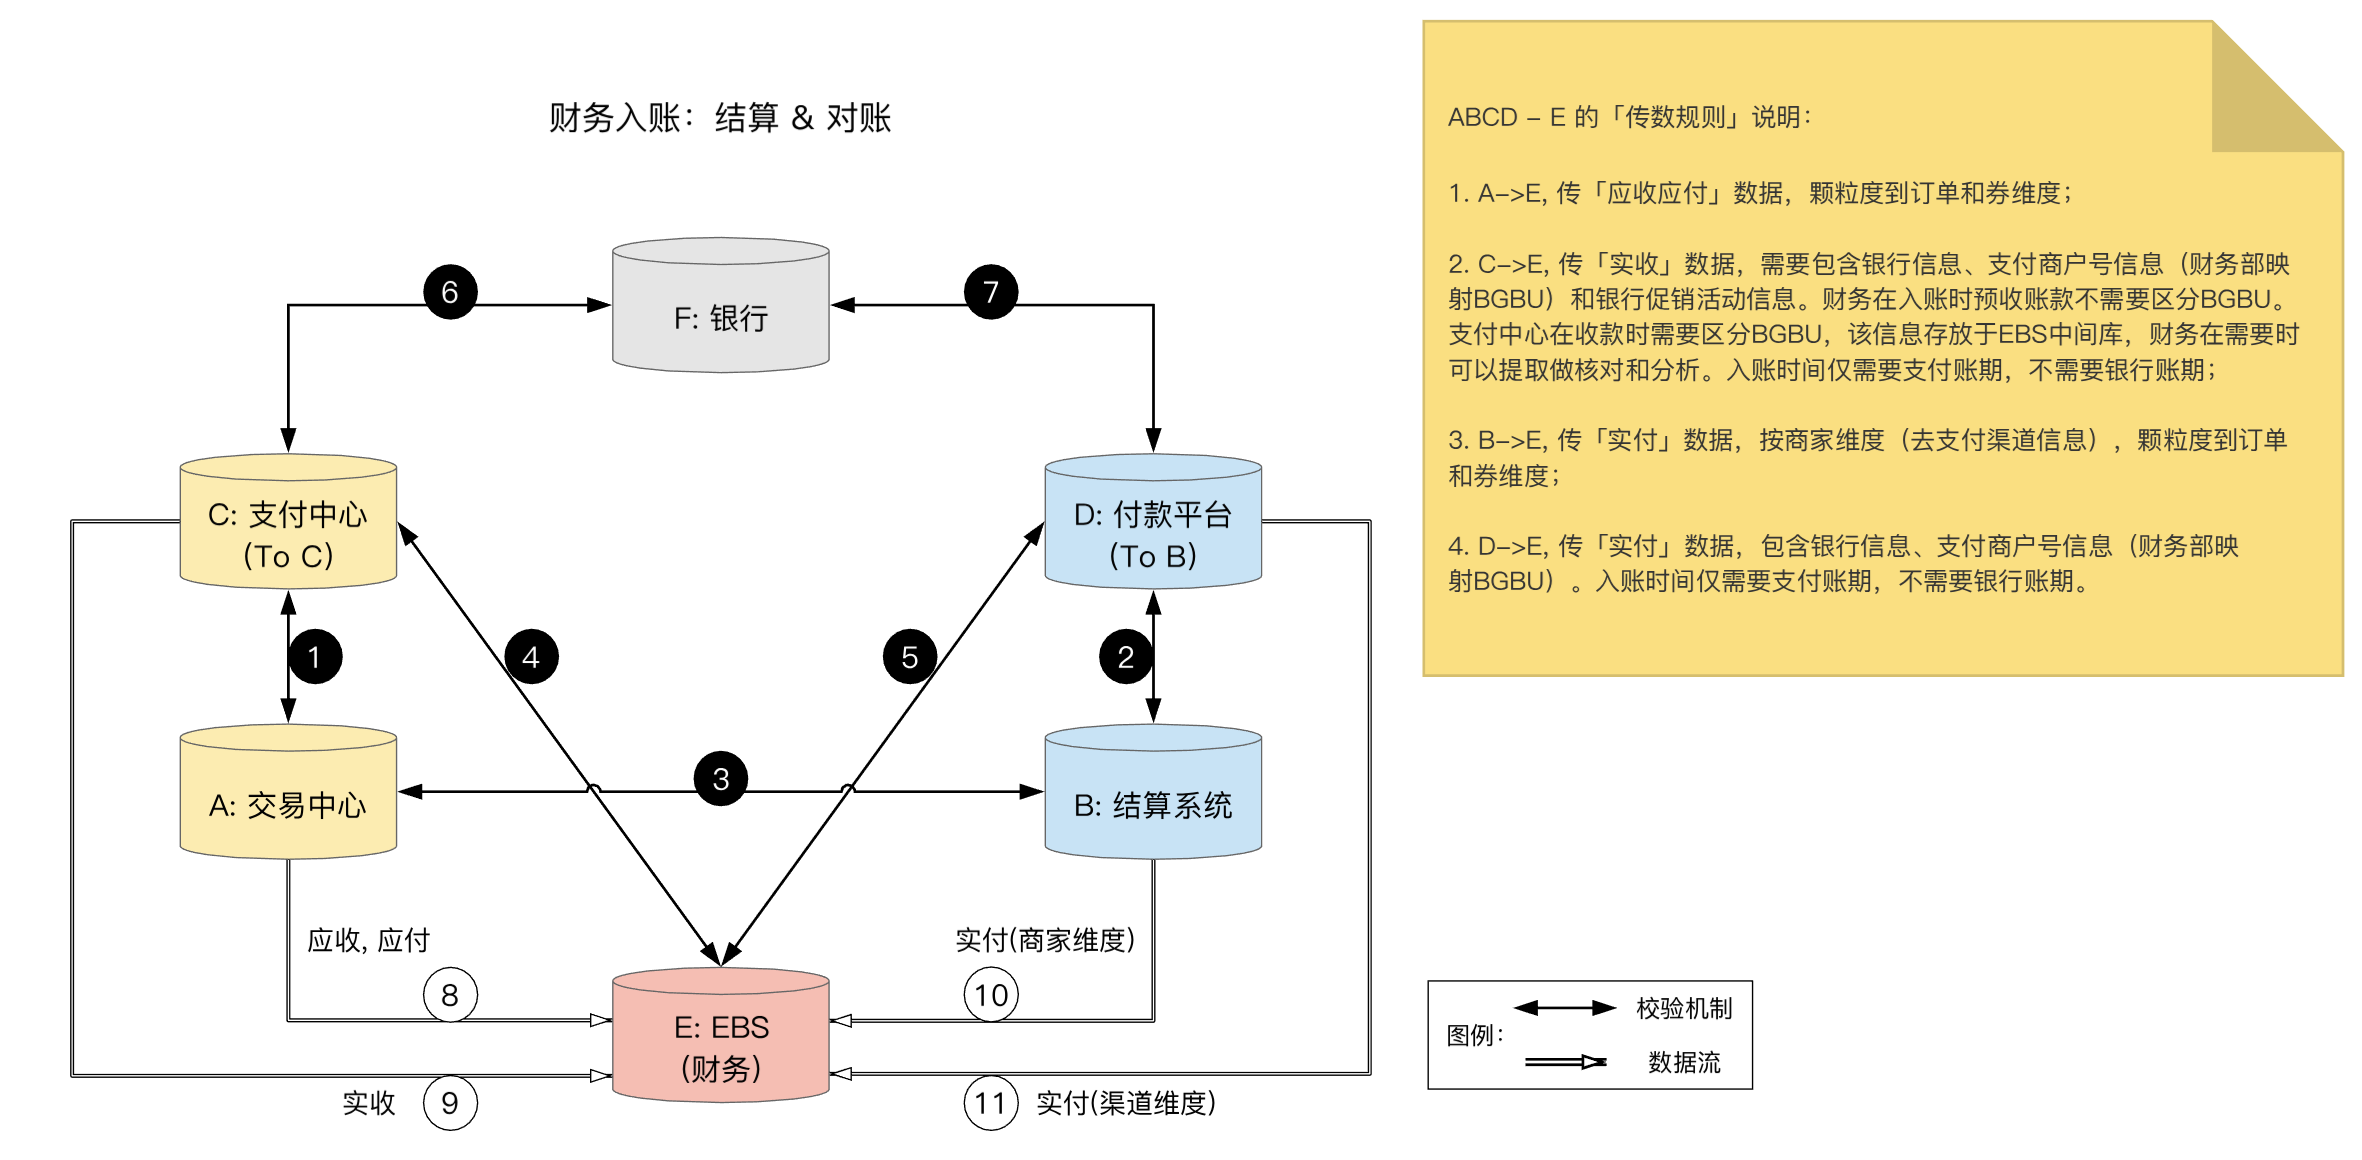 财务入账：结算 & 对账
ABCD - E 的「传数规则」说明：
1. A->E, 传「应收应付」数据，颗粒度到订单和券维度；
2. C->E, 传「实收」数据，需要包含银行信息、支付商户号信息（财务部映
射BGBU）和银行促销活动信息。财务在入账时预收账款不需要区分BGBU。
支付中心在收款时需要区分BGBU，该信息存放于EBS中间库，财务在需要时
可以提取做核对和分析。入账时间仅需要支付账期，不需要银行账期；
3. B->E, 传「实付」数据，按商家维度（去支付渠道信息），颗粒度到订单
和券维度；
4. D->E, 传「实付」数据，包含银行信息、支付商户号信息（财务部映
射BGBU）。入账时间仅需要支付账期，不需要银行账期。
6
7
F: 银行
C: 支付中心
(To C)
D: 付款平台
(To B)
1
4
5
2
3
A: 交易中心
B: 结算系统
应收, 应付
实付(商家维度)
8
10
E: EBS
(财务)
实收
9
11
实付(渠道维度)
图例：
校验机制
数据流